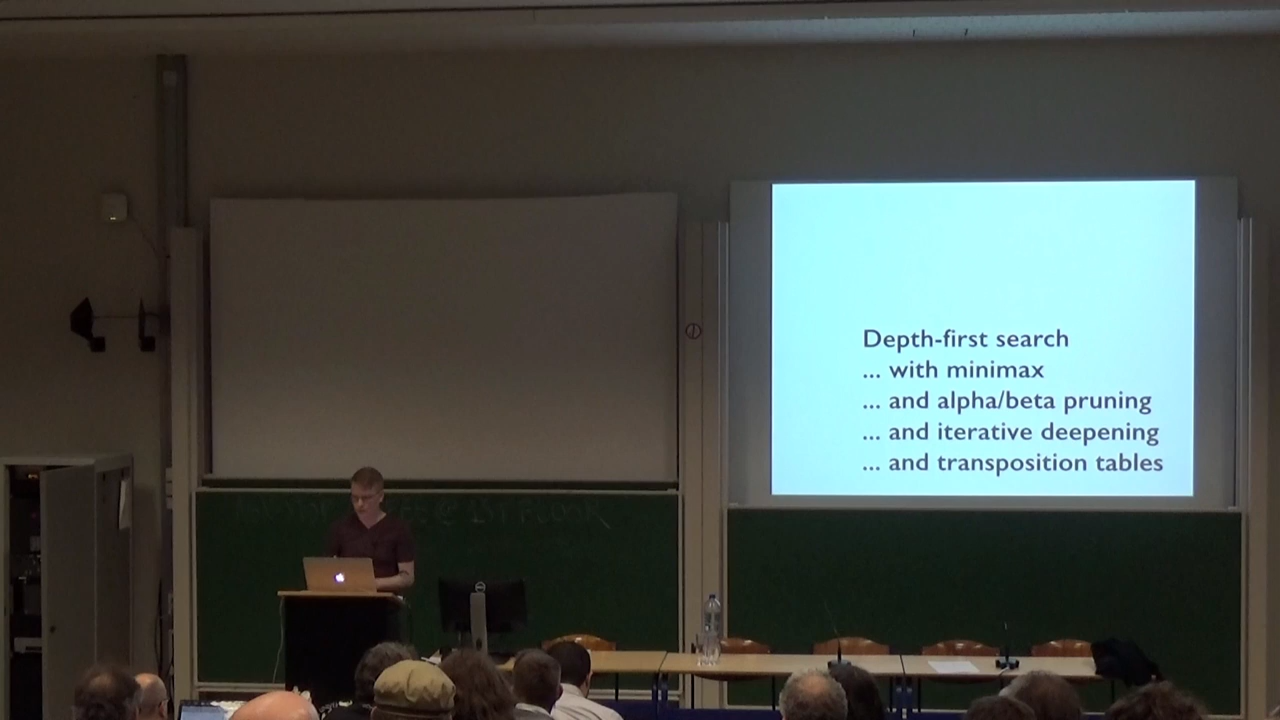 Depth-first search
... with minimax
... and alpha/beta pruning
... and iterative deepening
... and transposition tables